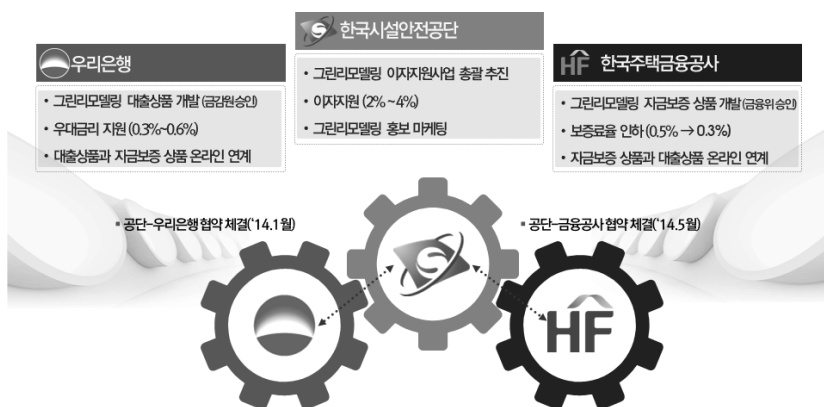 한국시설안전공단
• 그린리모델링 이자지원사업 총괄 추진
• 이자지원 (2%~4%)
• 그린리모델링 홍보 마케팅
우리은행
• 그린리모델링 대출상품 개발 (금감원승인)
• 우대금리 지원 (0.3%~0.6%)
• 대출상품과 지금보증 상품 온라인 연계
HF 한국주택금융공사
• 그린리모델링 지금보증 상품 개발 (금융위 승인)
• 보증료율 인하 (0.5% → 0.3%)
• 지금보증 상품과 대출상품 온라인 연계
▪ 공단-우리은행 협약 체결('14.1월)
▪ 공단-금융공사 협약 체결('14.5월)
HF